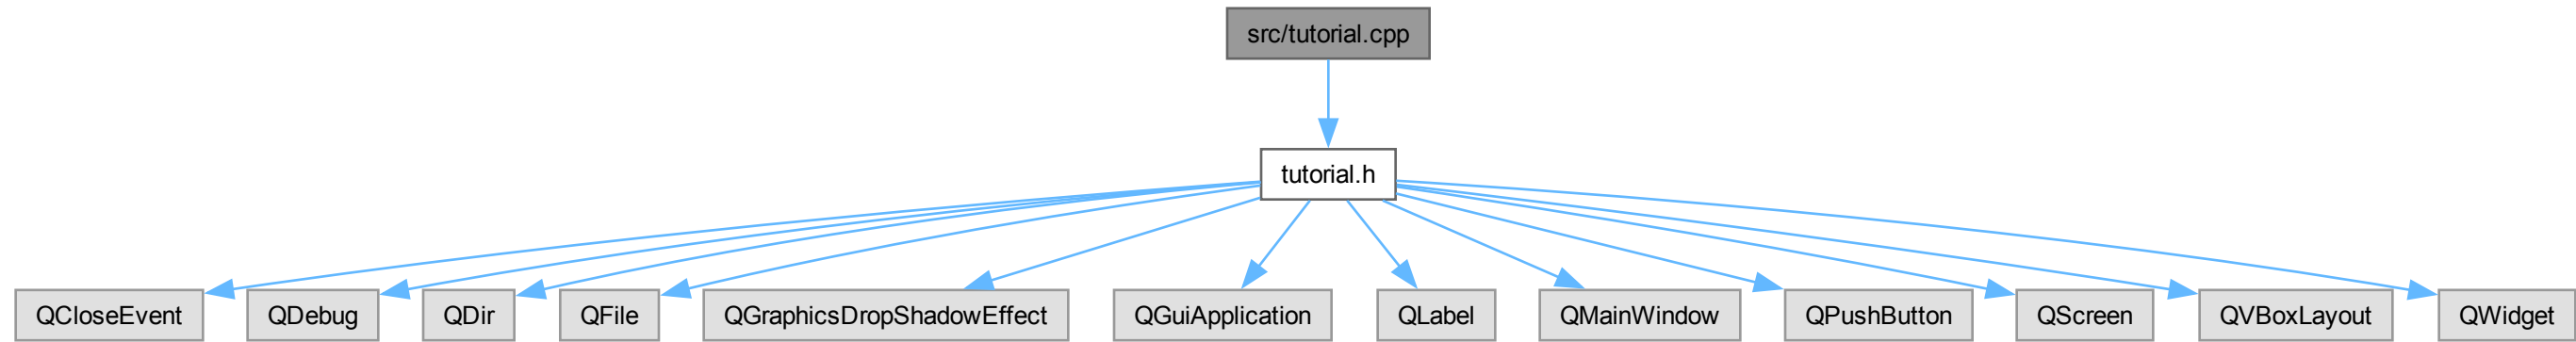 src/tutorial.cpp
tutorial.h
QCloseEvent
QDebug
QDir
QFile
QGraphicsDropShadowEffect
QGuiApplication
QLabel
QMainWindow
QPushButton
QScreen
QVBoxLayout
QWidget